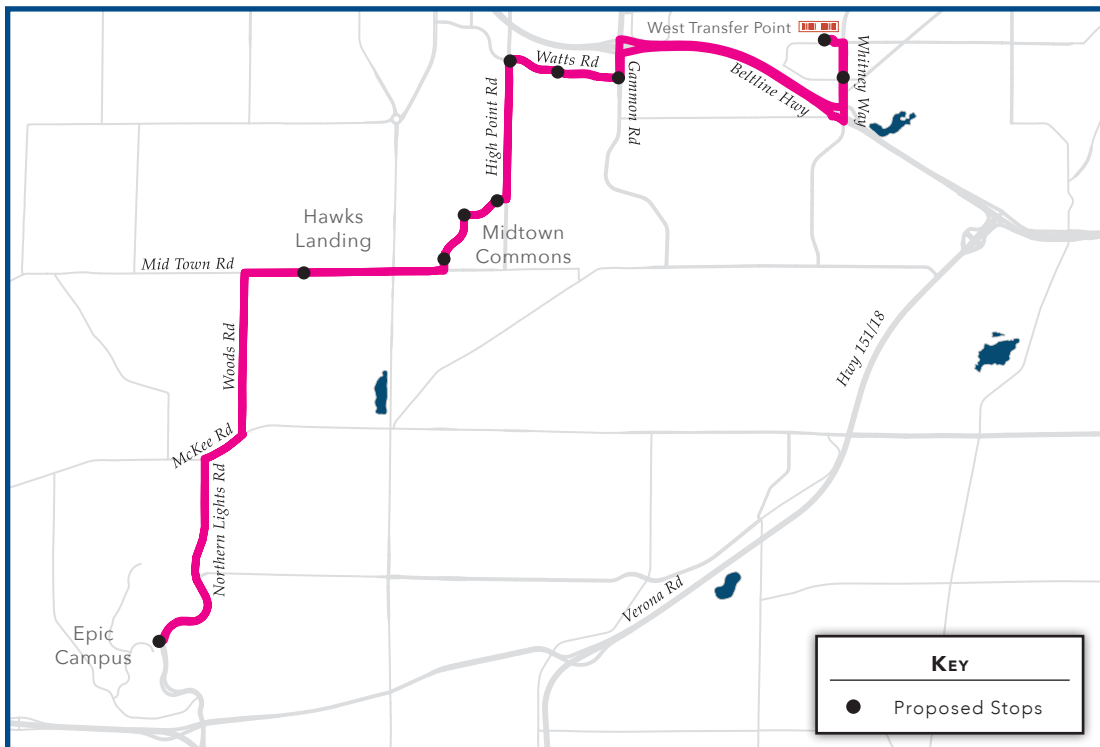 West Transfer Point
Whitney Way
Watts Rd
Gammon Rd
Beltline Hwy
High Point Rd
Hawks
Landing
Midtown
Commons
Mid Town Rd
Woods Rd
Hwy 151/18
McKee Rd
Northern Lights Rd
Verona Rd
Epic
Campus
KEY
Proposed Stops